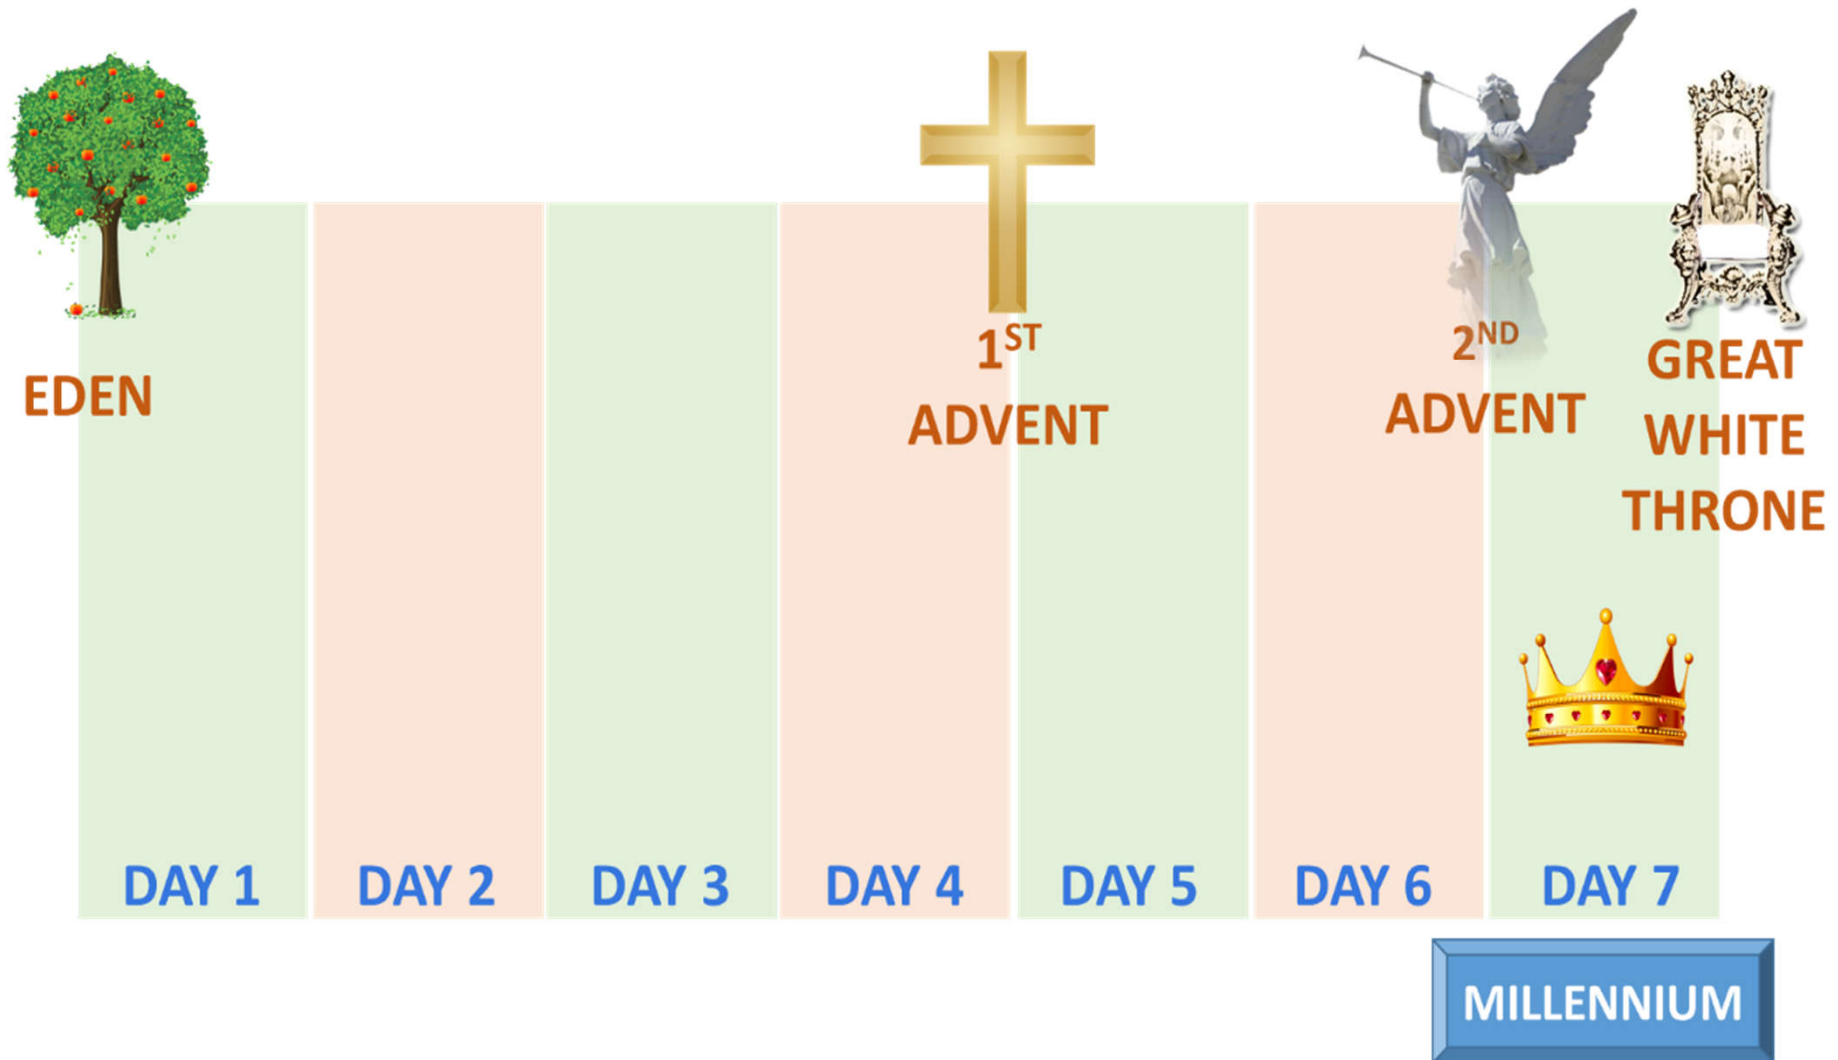 EDEN
1ST
ADVENT
2ND
ADVENT
GREAT
WHITE
THRONE
DAY 1
DAY 2
DAY 3
DAY 4
DAY 5
DAY 6
DAY 7
MILLENNIUM